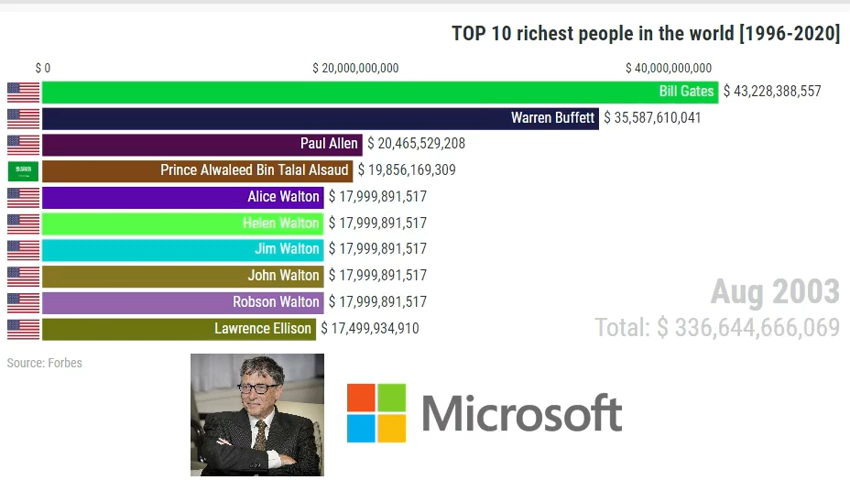 TOP 10 richest people in the world [1996-2020]
$ 0 $ 20,000,000,000 $ 40,000,000,000
Bill Gates $ 43,228,388,557
Warren Buffett $ 35,587,610,041
Paul Allen $ 20,465,529,208
Prince Alwaleed Bin Talal Alsaud $ 19,856,169,309
Alice Walton $ 17,999,891,517
Helen Walton $ 17,999,891,517
Jim Walton $ 17,999,891,517
John Walton $ 17,999,891,517
Robson Walton $ 17,999,891,517
Lawrence Ellison $ 17,499,934,910
Aug 2003
Total: $ 336,644,666,069
Source: Forbes
Microsoft